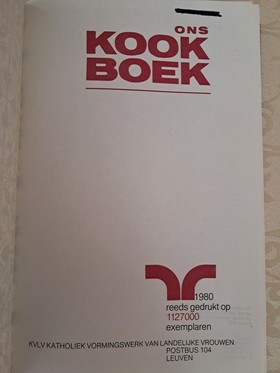 ONS
KOOK
BOEK
1980
reeds gedrukt op
1127000
exemplaren
KVLV KATHOLIEK VORMINGSWERK VAN LANDELIJKE VROUWEN
POSTBUS 104
LEUVEN